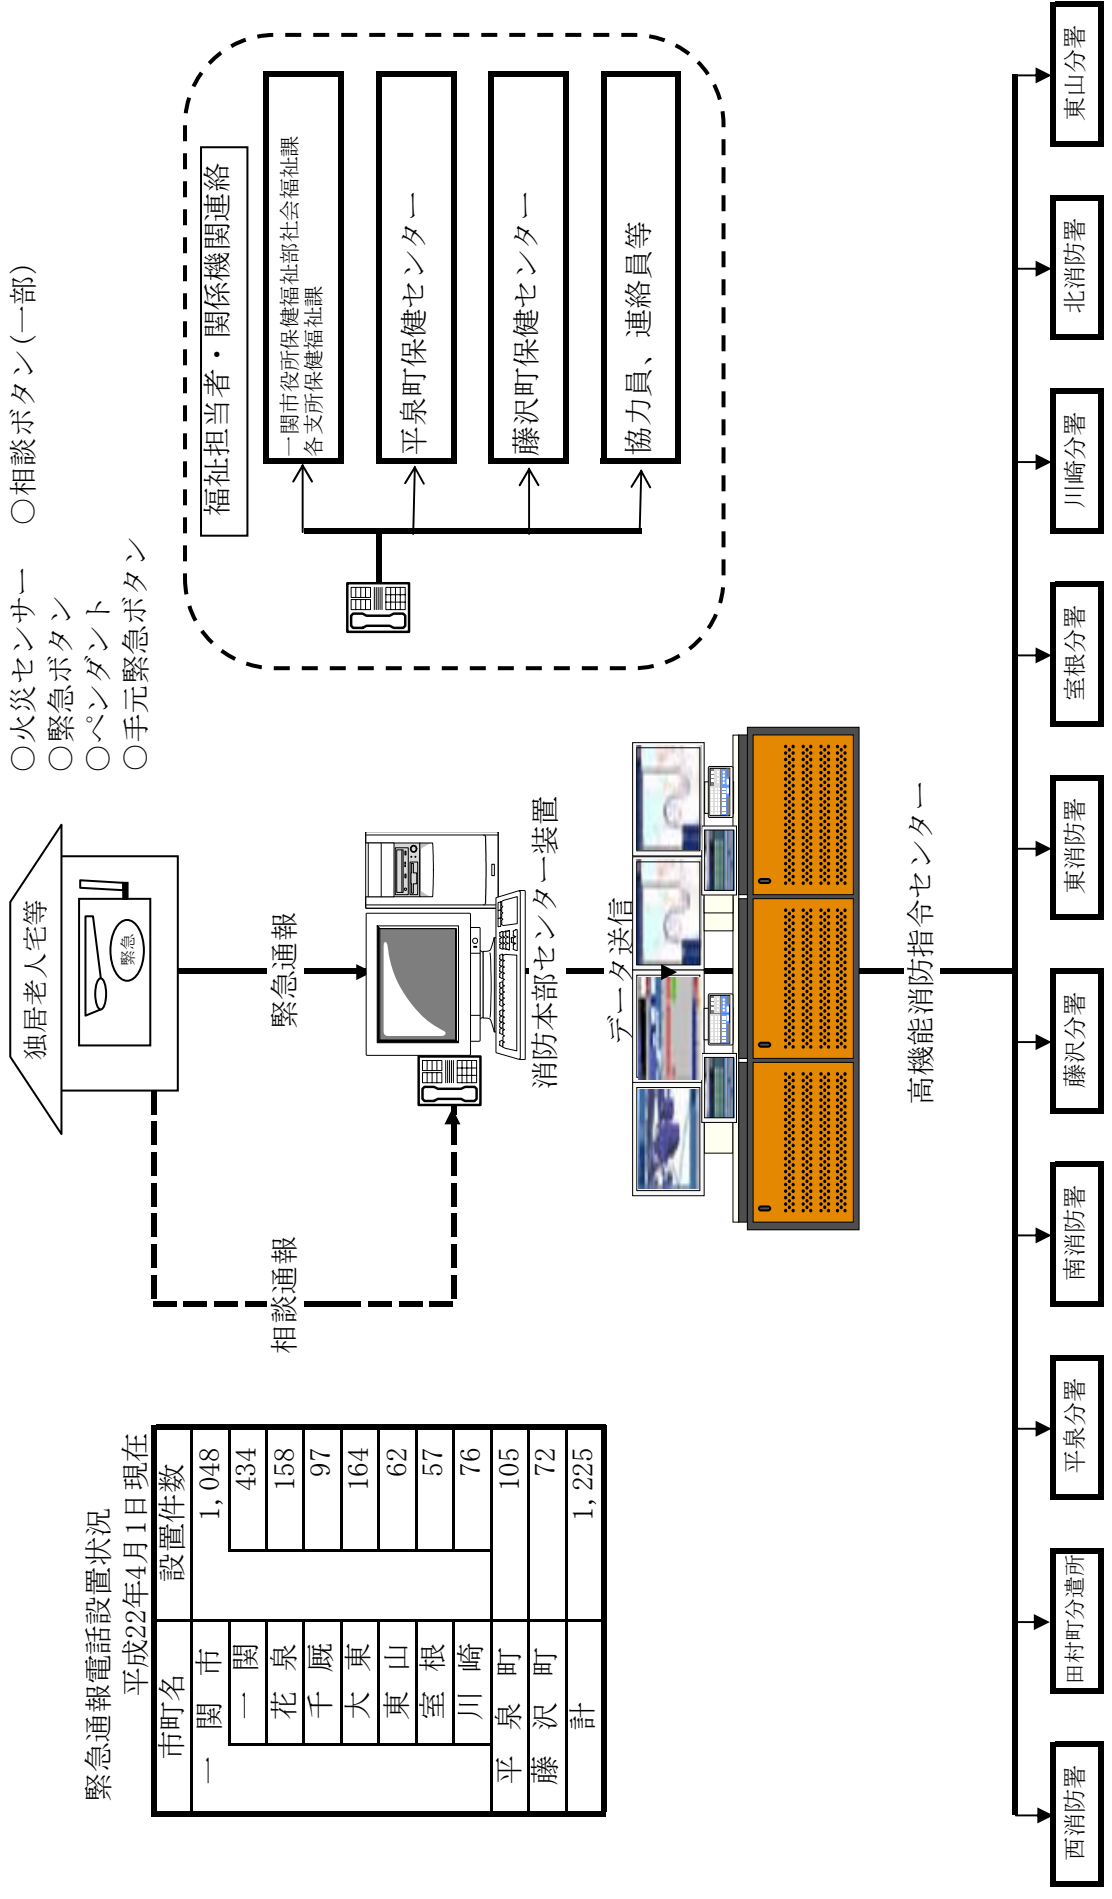 緊急通報電話設置状況
平成22年4月1日現在
市町名 設置件数
一関市 1,048
一関 434
花泉 158
千厩 97
大東 164
東山 62
室根 57
川崎 76
平泉町 105
藤沢町 72
計 1,225
独居老人宅等
緊急
○火災センサー ○相談ボタン(一部)
○緊急ボタン
○ペンダント
○手元緊急ボタン
相談通報
緊急通報
消防本部センター装置
データ送信
高機能消防指令センター
福祉担当者・関係機関連絡
一関市役所保健福祉部社会福祉課
各支所保健福祉課
平泉町保健センター
藤沢町保健センター
協力員、連絡員等
西消防署
田村町分遣所
平泉分署
南消防署
藤沢分署
東消防署
室根分署
川崎分署
北消防署
東山分署